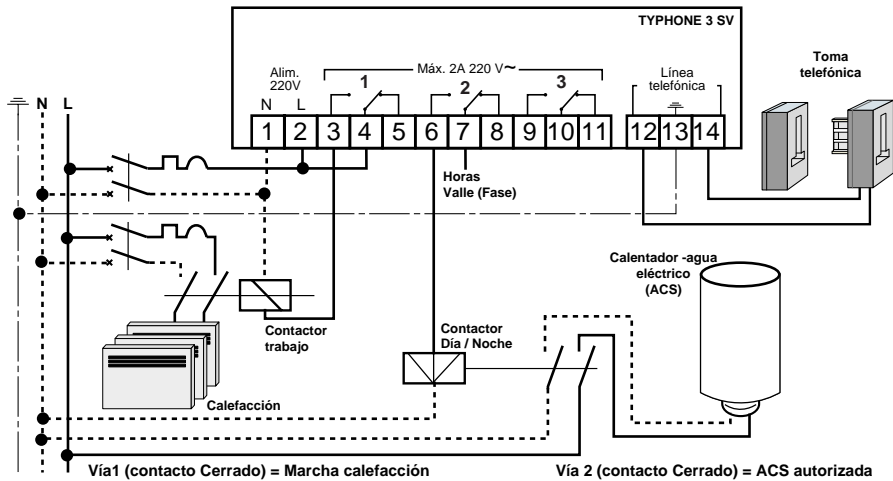 TYPHONE 3 SV
Toma
telefónica
Alim.
220V
N L
Máx. 2A 220 V~
1 2 3
Línea
telefónica
N L
1 2 3 4 5 6 7 8 9 10 11 12 13 14
Horas
Valle (Fase)
Calentador -agua
eléctrico
(ACS)
Contactor
trabajo
Contactor
Día / Noche
Calefacción
Vía1 (contacto Cerrado) = Marcha calefacción
Vía 2 (contacto Cerrado) = ACS autorizada